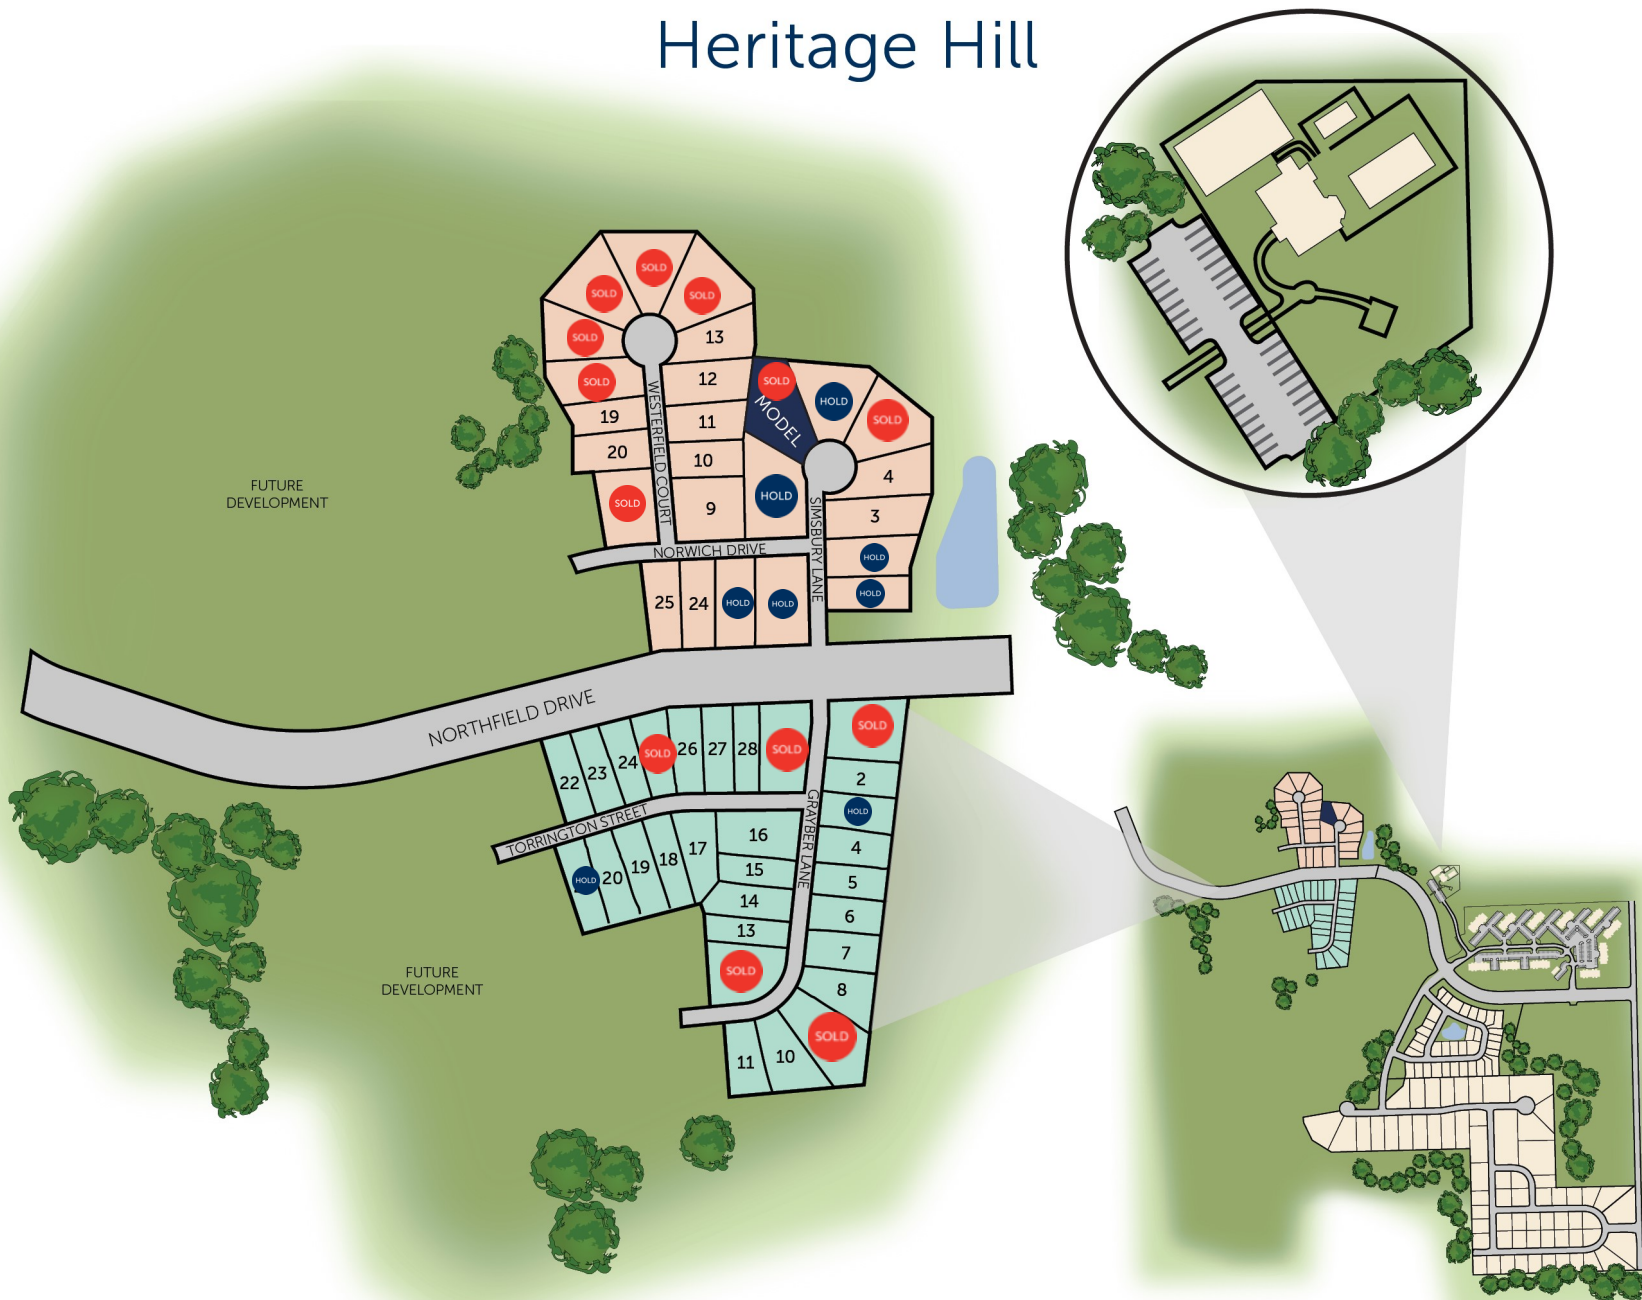 Heritage Hill
SOLD
SOLD
SOLD
SOLD
13
SOLD
12
SOLD
HOLD
MODEL
19
11
SOLD
20
10
4
WESTERFIELD COURT
SOLD
9
HOLD
3
SIMSBURY LANE
FUTURE
DEVELOPMENT
NORWICH DRIVE
HOLD
HOLD
25
24
HOLD
HOLD
NORTHFIELD DRIVE
22
23
24
SOLD
26
27
28
SOLD
SOLD
2
HOLD
TORRINGTON STREET
GRAYBER LANE
HOLD
20
19
18
17
16
4
15
5
14
6
13
7
SOLD
8
FUTURE
DEVELOPMENT
SOLD
11
10